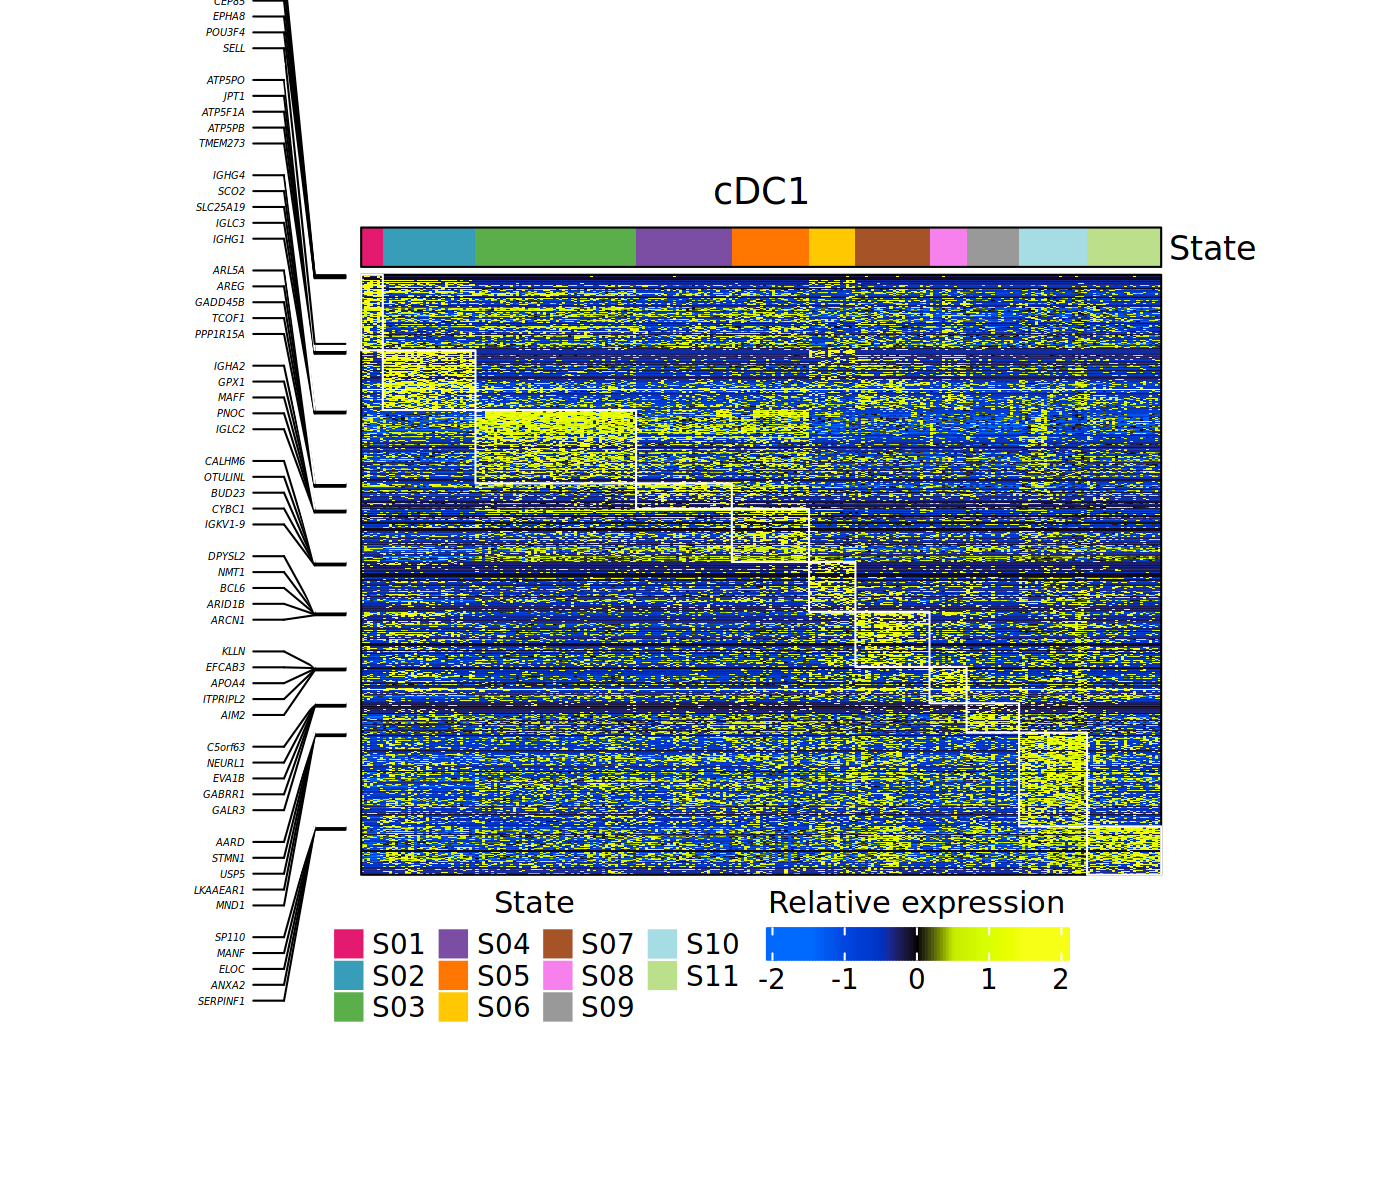 CEP85
EPHA8
POU3F4
SELL
ATP5PO
JPT1
ATP5F1A
ATP5PB
TMEM273
IGHG4
SCO2
SLC25A19
IGLC3
IGHG1
ARL5A
AREG
GADD45B
TCOF1
PPP1R15A
IGHA2
GPX1
MAFF
PNOC
IGLC2
CALHM6
OTULINL
BUD23
CYBC1
IGKV1-9
DPYSL2
NMT1
BCL6
ARID1B
ARCN1
KLLN
EFCAB3
APOA4
ITPRIPL2
AIM2
C5orf63
NEURL1
EVA1B
GABRR1
GALR3
AARD
STMN1
USP5
LKAAEAR1
MND1
SP110
MANF
ELOC
ANXA2
SERPINF1
cDC1
State
State
S01 S04 S07 S10
S02 S05 S08 S11
S03 S06 S09
Relative expression
-2 -1 0 1 2